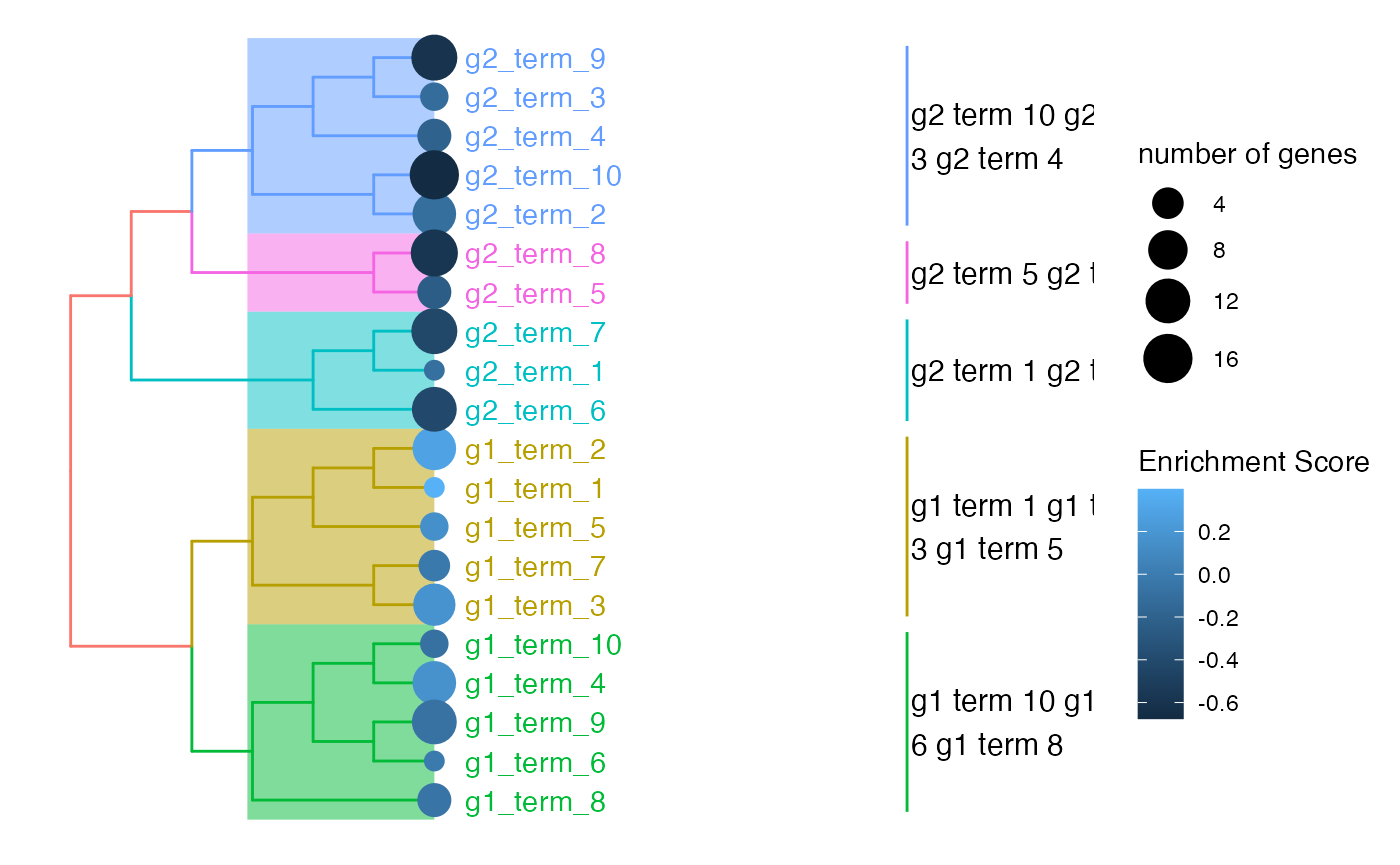 g2_term_9
g2_term_3
g2_term_4
g2_term_10
g2_term_2
g2_term_8
g2_term_5
g2_term_7
g2_term_1
g2_term_6
g1_term_2
g1_term_1
g1_term_5
g1_term_7
g1_term_3
g1_term_10
g1_term_4
g1_term_9
g1_term_6
g1_term_8
g2 term 10 g2
3 g2 term 4
g2 term 5 g2
g2 term 1 g2
g1 term 1 g1
3 g1 term 5
g1 term 10 g1
6 g1 term 8
number of genes
4
8
12
16
Enrichment Score
0.2
0.0
-0.2
-0.4
-0.6